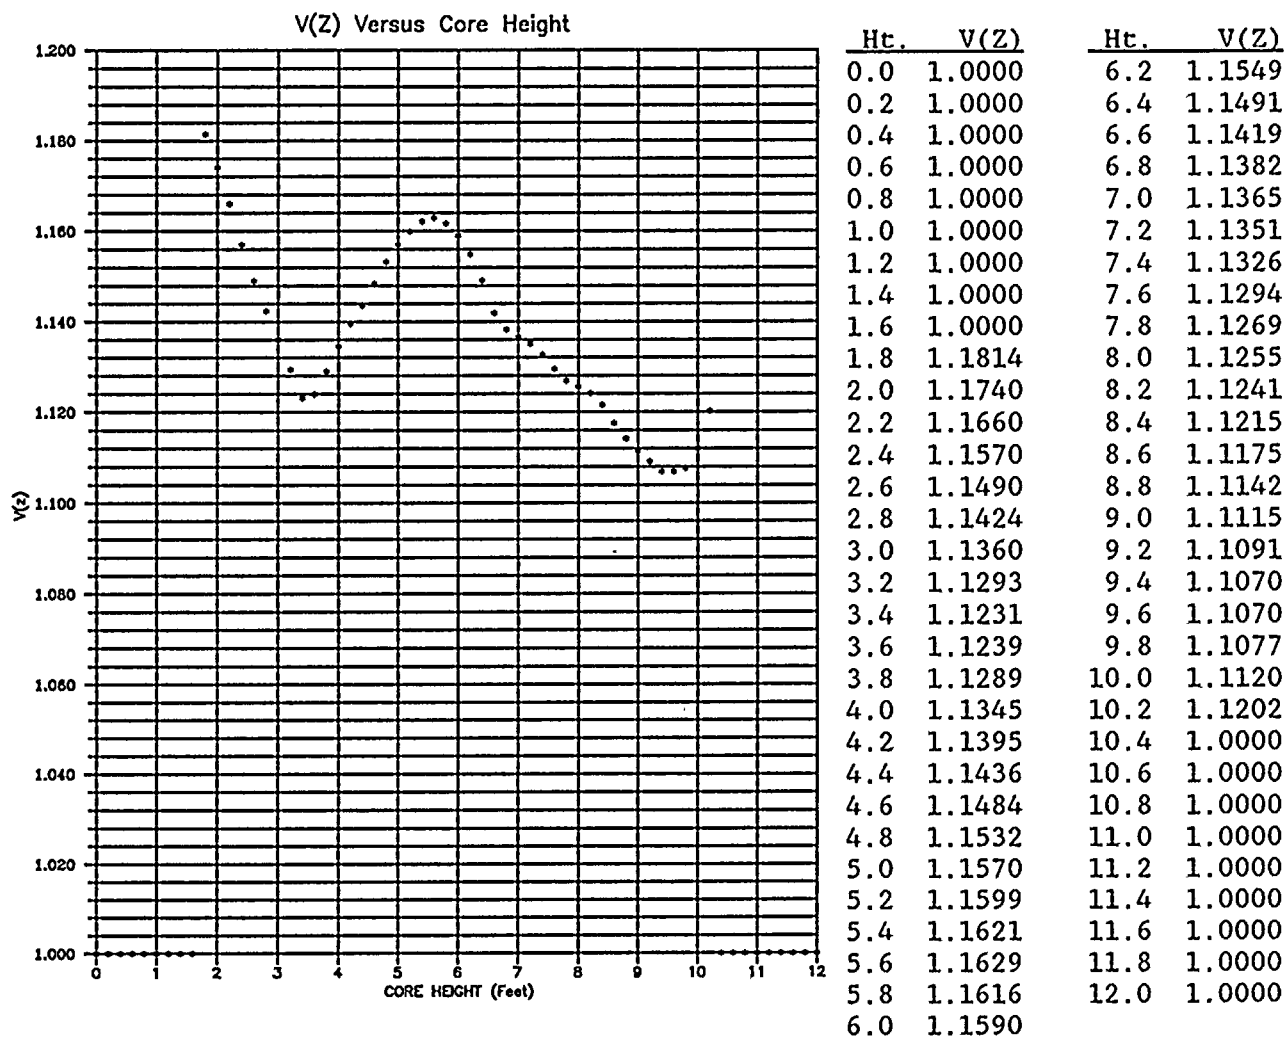 V(Z) Versus Core Height
1.200
1.180
1.160
1.140
1.120
1.100
1.080
1.060
1.040
1.020
1.000
V(z)
0 1 2 3 4 5 6 7 8 9 10 11 12
CORE HEIGHT (Feet)
Ht. V(Z) Ht. V(Z)
0.0 1.0000 6.2 1.1549
0.2 1.0000 6.4 1.1491
0.4 1.0000 6.6 1.1419
0.6 1.0000 6.8 1.1382
0.8 1.0000 7.0 1.1365
1.0 1.0000 7.2 1.1351
1.2 1.0000 7.4 1.1326
1.4 1.0000 7.6 1.1294
1.6 1.0000 7.8 1.1269
1.8 1.1814 8.0 1.1255
2.0 1.1740 8.2 1.1241
2.2 1.1660 8.4 1.1215
2.4 1.1570 8.6 1.1175
2.6 1.1490 8.8 1.1142
2.8 1.1424 9.0 1.1115
3.0 1.1360 9.2 1.1091
3.2 1.1293 9.4 1.1070
3.4 1.1231 9.6 1.1070
3.6 1.1239 9.8 1.1077
3.8 1.1289 10.0 1.1120
4.0 1.1345 10.2 1.1202
4.2 1.1395 10.4 1.0000
4.4 1.1436 10.6 1.0000
4.6 1.1484 10.8 1.0000
4.8 1.1532 11.0 1.0000
5.0 1.1570 11.2 1.0000
5.2 1.1599 11.4 1.0000
5.4 1.1621 11.6 1.0000
5.6 1.1629 11.8 1.0000
5.8 1.1616 12.0 1.0000
6.0 1.1590